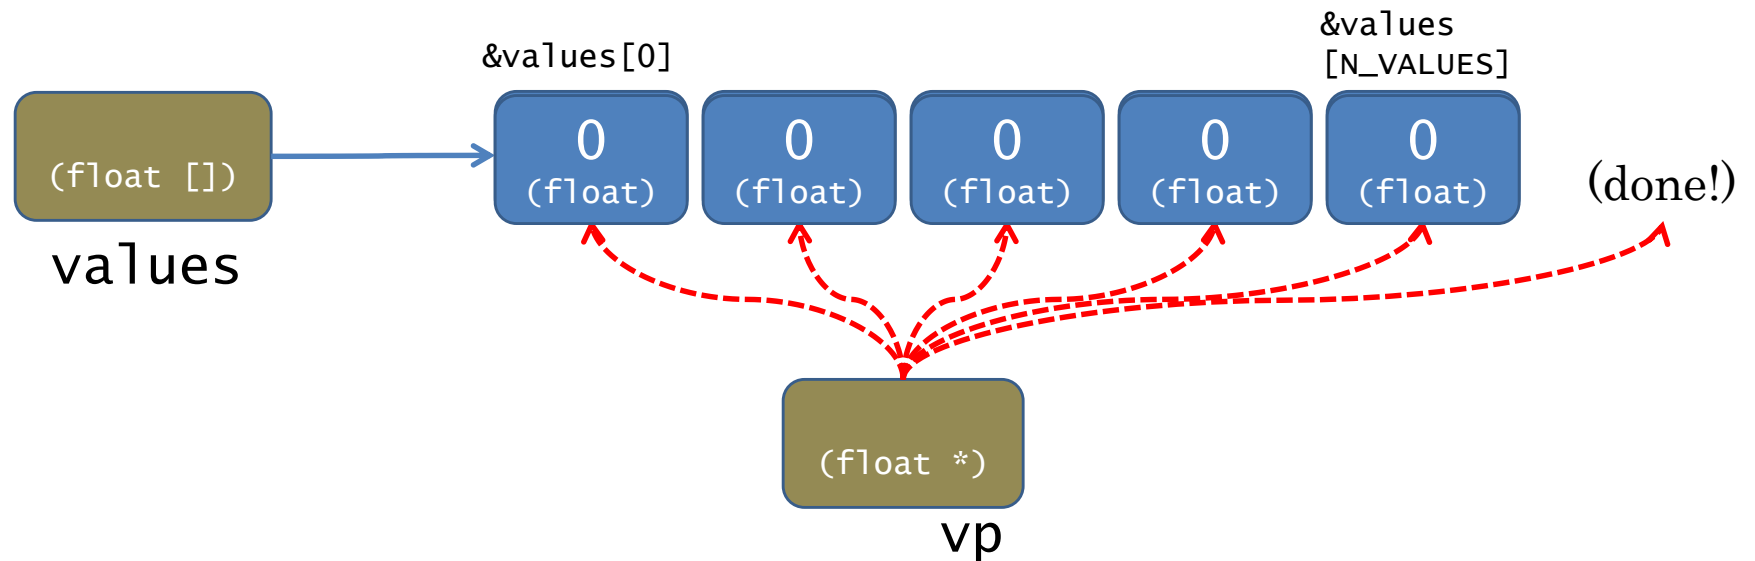 &values[0]
&values
[N_VALUES]
(float [])
values
0
(float)
0
(float)
0
(float)
0
(float)
0
(float)
(done!)
(float *)
vp